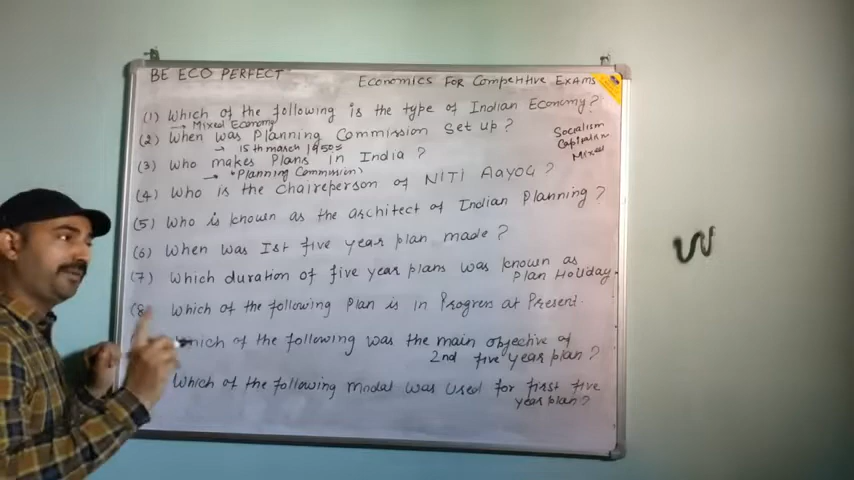 BE ECO PERFECT
Economics For Competitive Exams
(1) Which of the following is the type of Indian Economy?
→ Mixed Economy
(2) When was Planning Commission set up?
→ 15th march 1950
Socialism
Capitalism
Mixed
(3) Who makes Plans in India?
→ "Planning Commission
(4) Who is the chaireperson of NITI Aayog?
(5) Who is known as the architect of Indian Planning?
(6) When was Ist five year plan made?
(7) Which duration of five year plans was known as
Plan Holiday.
(8 Which of the following Plan is in Progress at Present.
Which of the following was the main objective of
2nd five year plan?
Which of the following modal was used for first five
year plan?